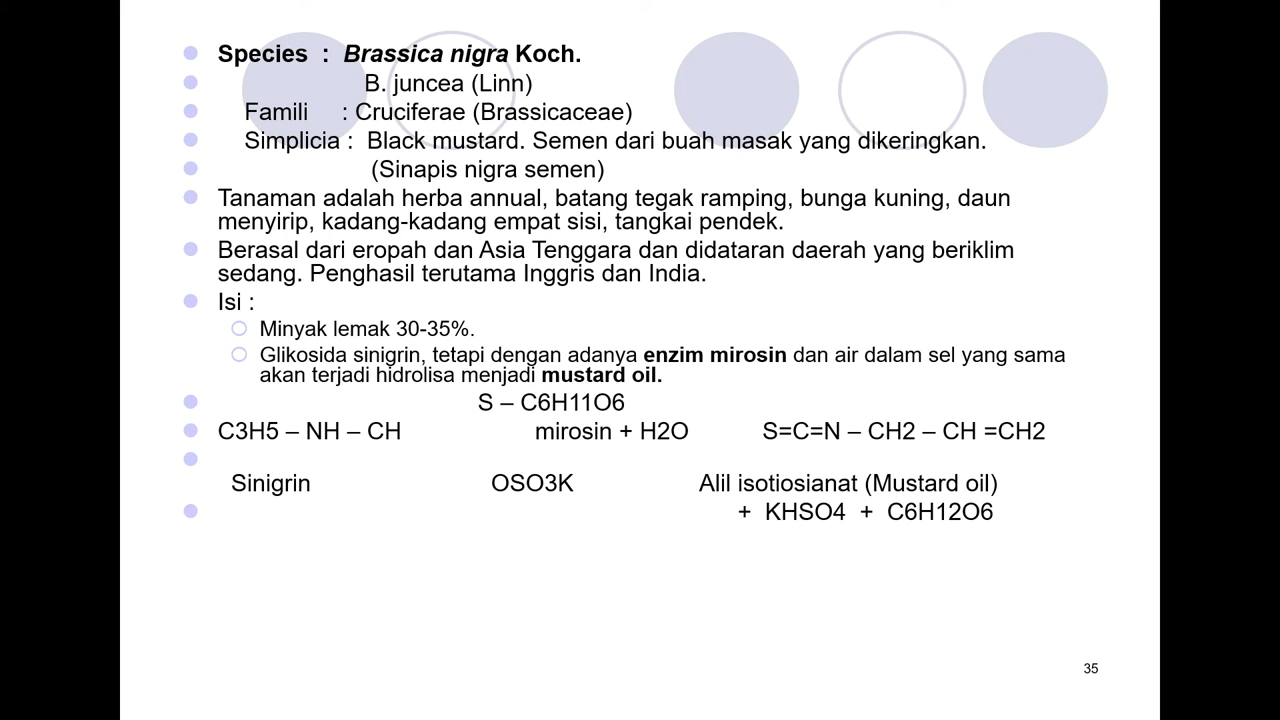 Species : Brassica nigra Koch.
B. juncea (Linn)
Famili : Cruciferae (Brassicaceae)
Simplicia : Black mustard. Semen dari buah masak yang dikeringkan.
(Sinapis nigra semen)
Tanaman adalah herba annual, batang tegak ramping, bunga kuning, daun
menyirip, kadang-kadang empat sisi, tangkai pendek.
Berasal dari eropah dan Asia Tenggara dan didataran daerah yang beriklim
sedang. Penghasil terutama Inggris dan India.
Isi :
Minyak lemak 30-35%.
Glikosida sinigrin, tetapi dengan adanya enzim mirosin dan air dalam sel yang sama
akan terjadi hidrolisa menjadi mustard oil.
S – C6H11O6
C3H5 – NH – CH mirosin + H2O S=C=N – CH2 – CH =CH2
Sinigrin OSO3K Alil isotiosianat (Mustard oil)
+ KHSO4 + C6H12O6
35